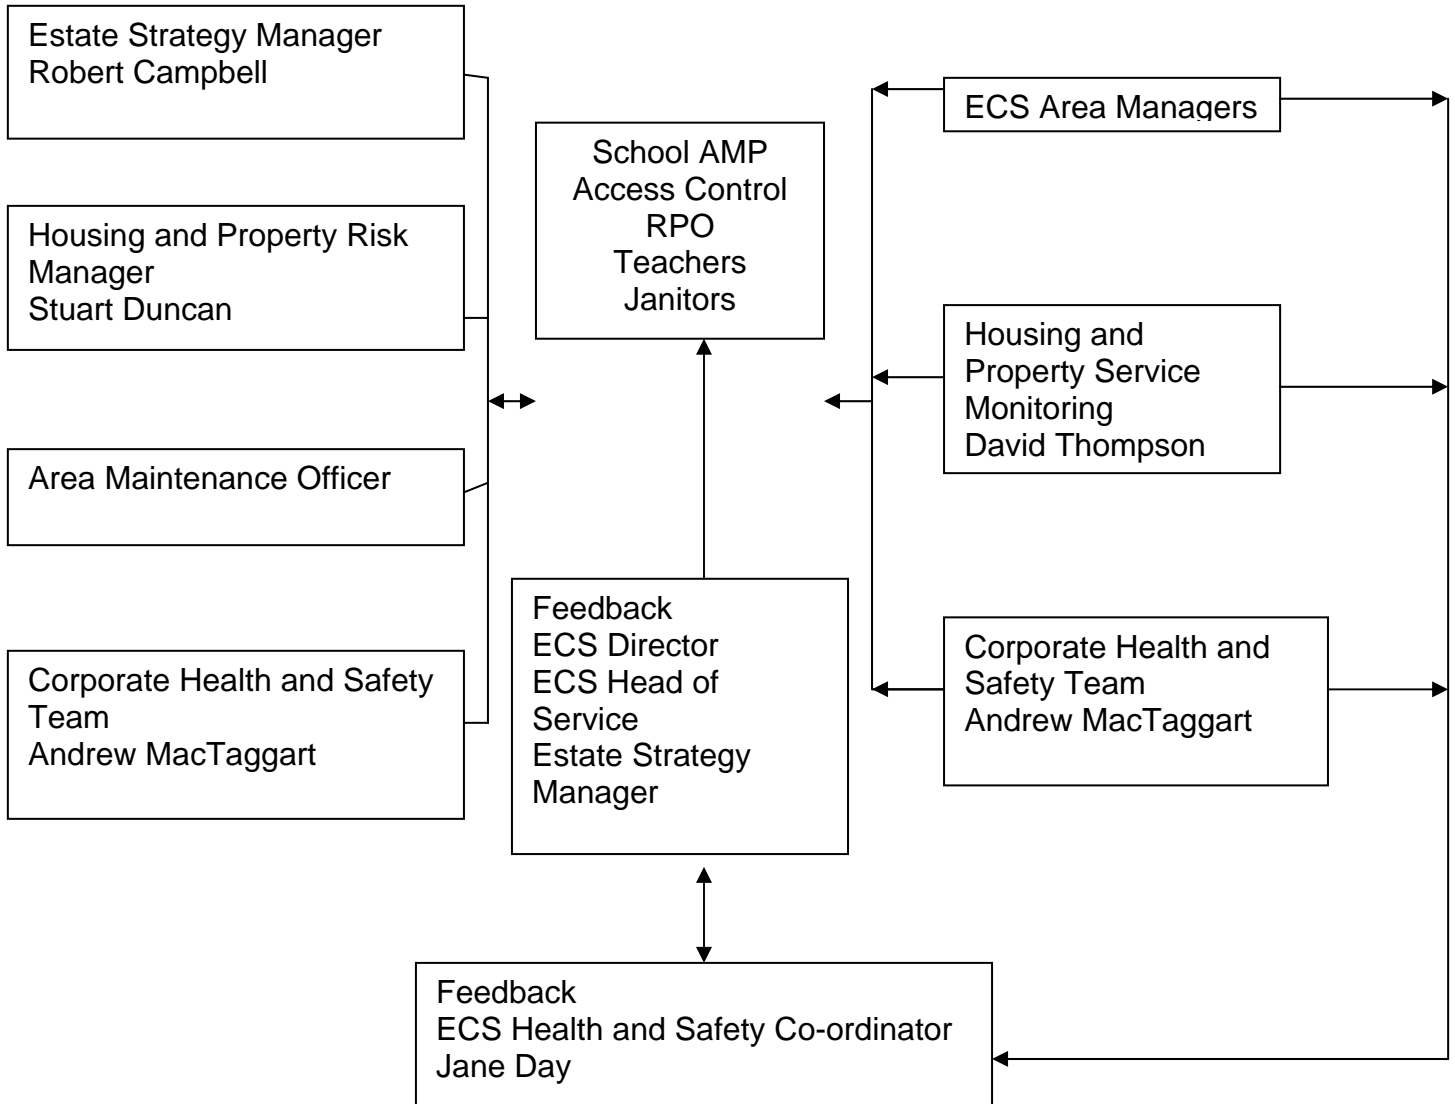 Estate Strategy Manager
Robert Campbell
Housing and Property Risk
Manager
Stuart Duncan
Area Maintenance Officer
Corporate Health and Safety
Team
Andrew MacTaggart
School AMP
Access Control
RPO
Teachers
Janitors
Feedback
ECS Director
ECS Head of
Service
Estate Strategy
Manager
ECS Area Managers
Housing and
Property Service
Monitoring
David Thompson
Corporate Health and
Safety Team
Andrew MacTaggart
Feedback
ECS Health and Safety Co-ordinator
Jane Day